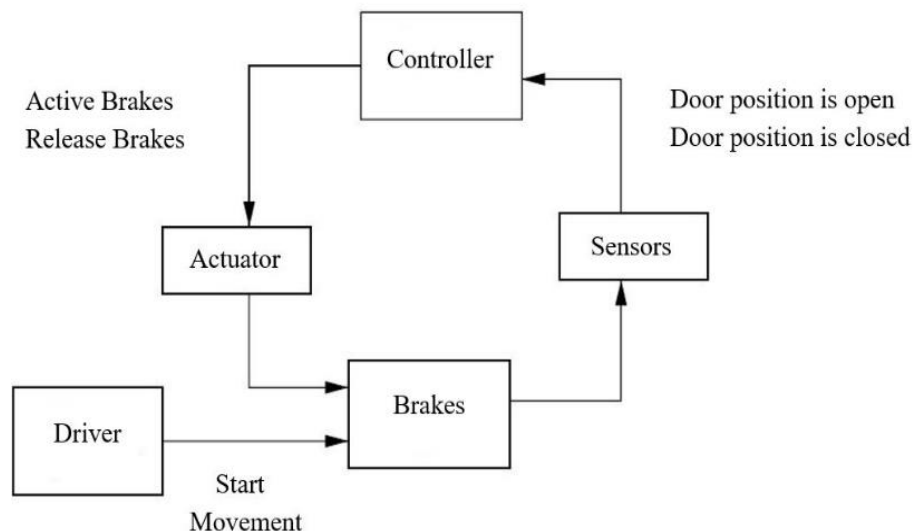 Controller
Active Brakes
Release Brakes
Door position is open
Door position is closed
Actuator
Sensors
Brakes
Driver
Start
Movement